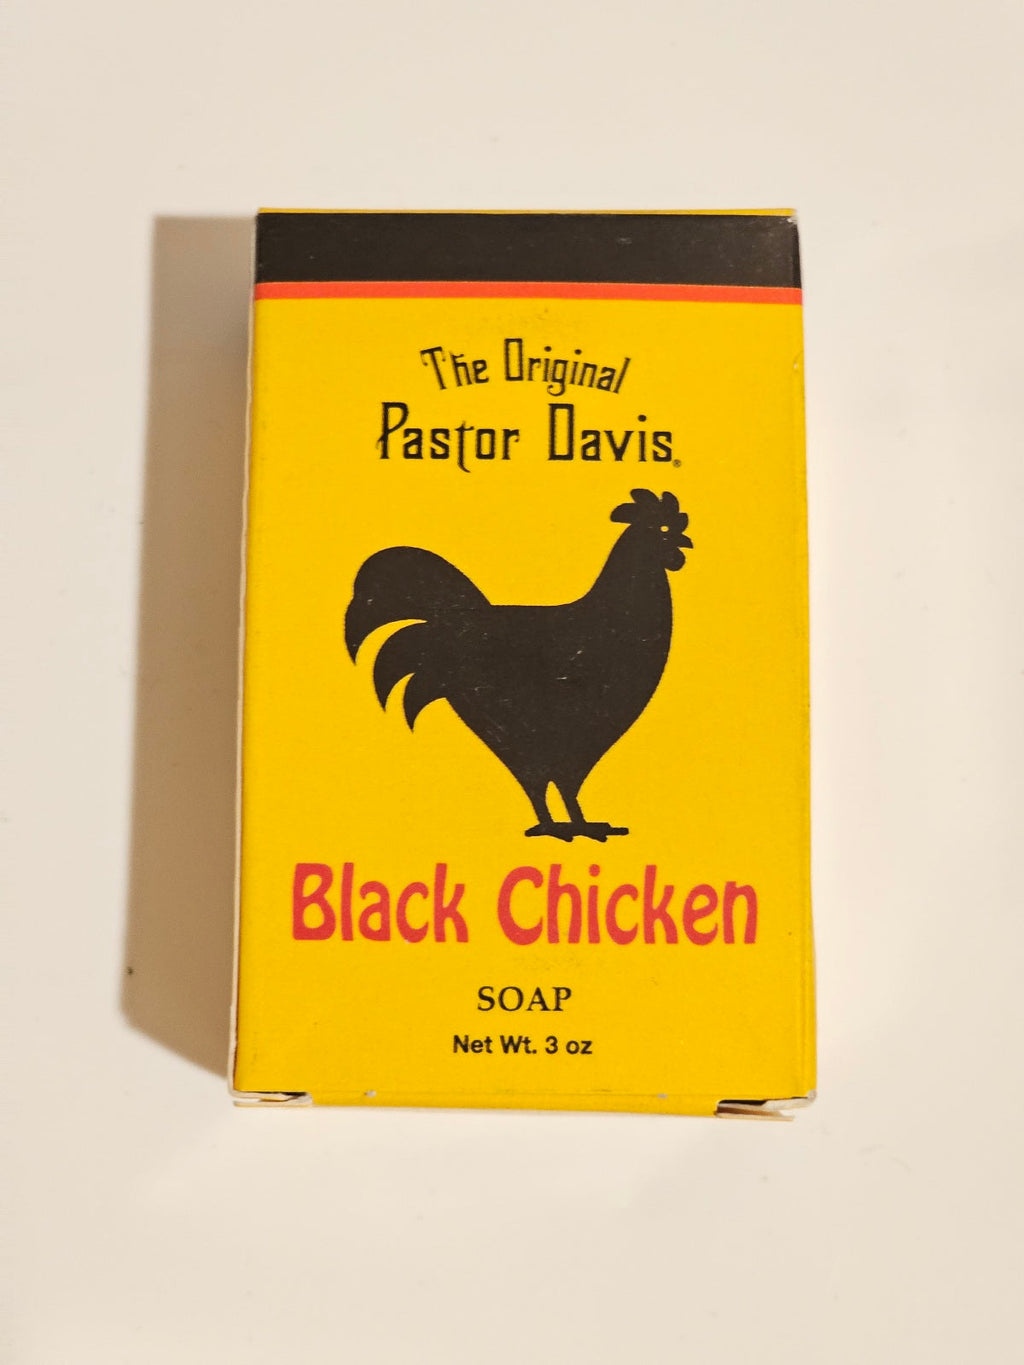 The Original
Pastor Davis®
Black Chicken
SOAP
Net Wt. 3 oz